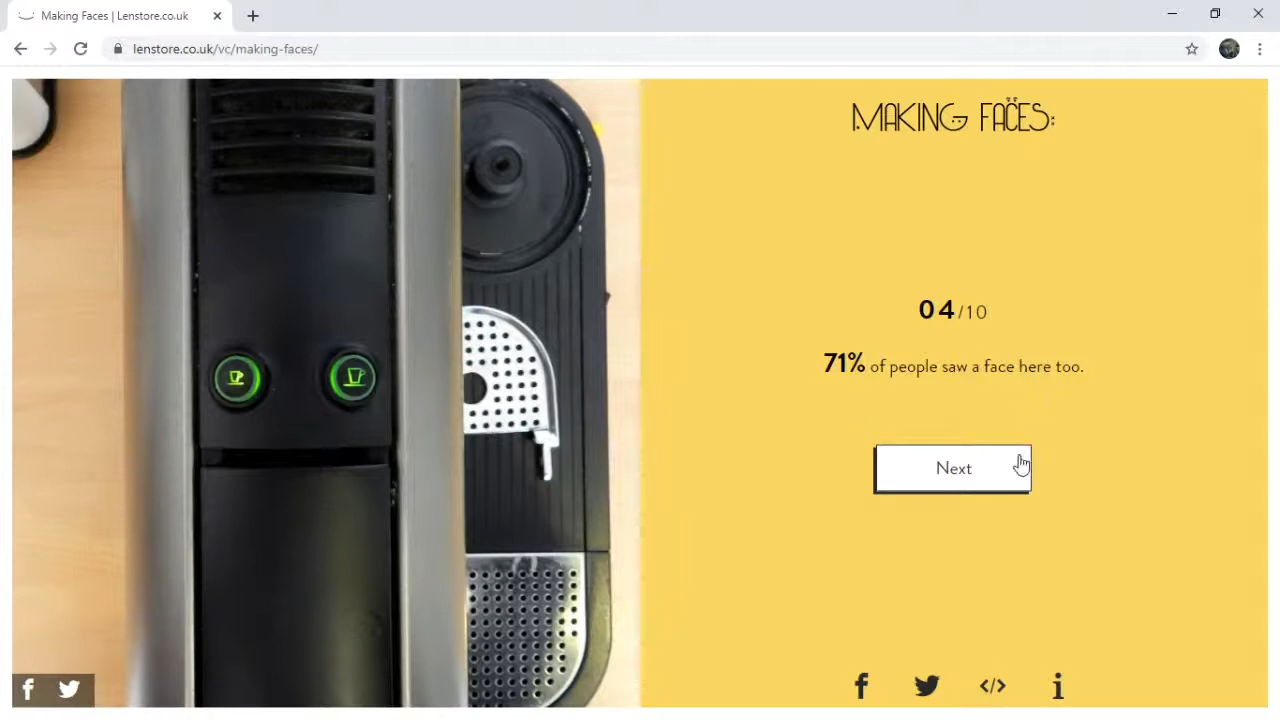 Making Faces | Lenstore.co.uk
lenstore.co.uk/vc/making-faces/
MAKING FACES:
04/10
71% of people saw a face here too.
Next